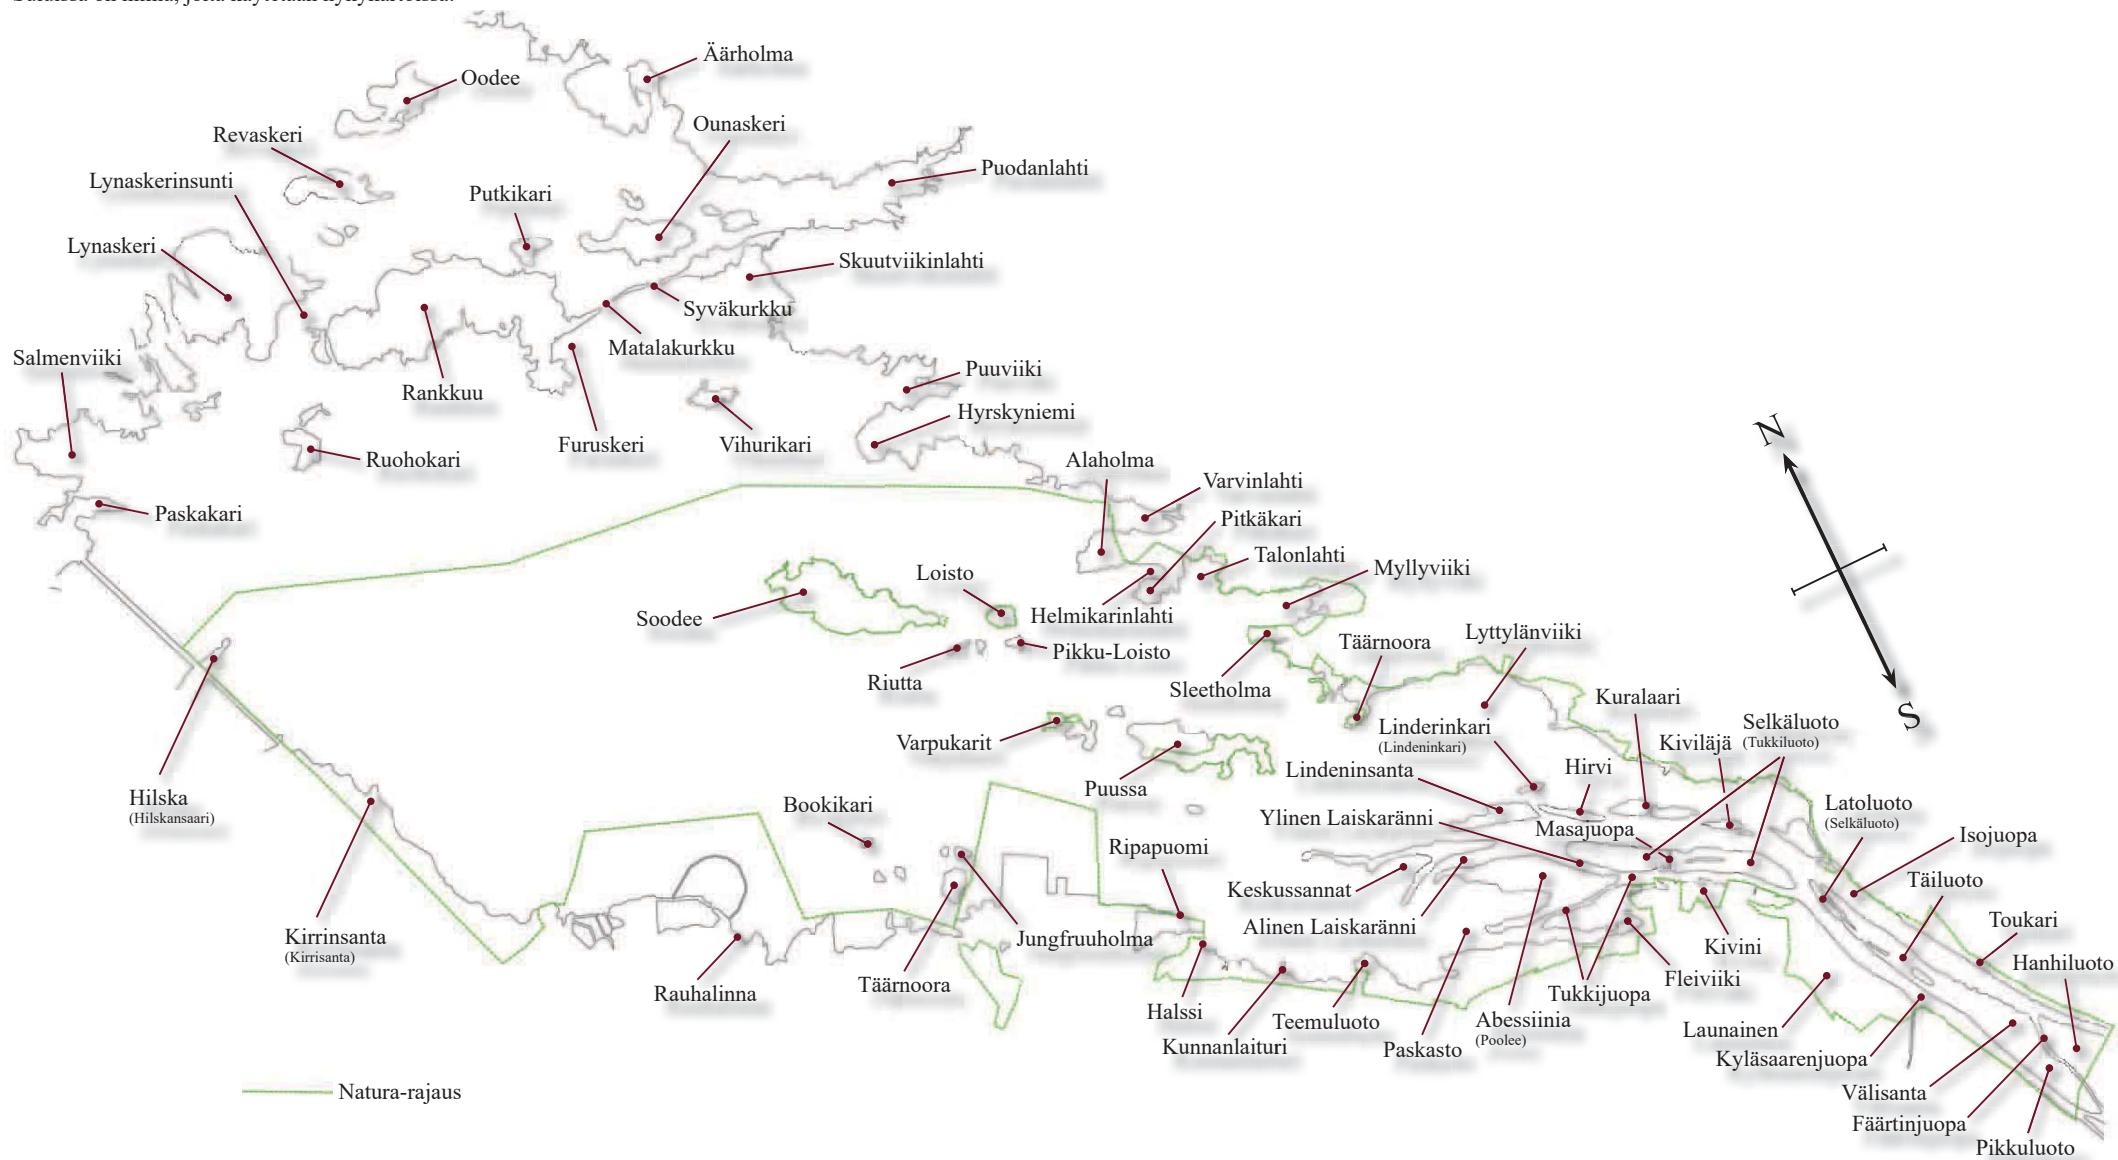 Äärholma
Oodee
Ounaskeri
Revaskeri
Puodanlahti
Lynaskerinsunti
Putkikari
Lynaskeri
Skuutviikinlahti
Syväkurkku
Matalakurkku
Salmenviiki
Puuviiki
Rankkuu
Hyrskyniemi
Furuskeri
Vihurikari
Ruohokari
Alaholma
Varvinlahti
Paskakari
Pitkäkari
Talonlahti
Myllyviiki
Loisto
Helmikarinlahti
Soodee
Lyttylänviiki
Täärnoora
Pikku-Loisto
Riutta
Sleetholma
Kuralaari
Selkäluoto
(Tukkiluoto)
Linderinkari
(Lindeninkari)
Varpukarit
Kiviläjä
Hirvi
Lindeninsanta
Puussa
Hilska
(Hilskansaari)
Bookikari
Latoluoto
(Selkäluoto)
Ylinen Laiskaränni
Masajuopa
Isojuopa
Ripapuomi
Täiluoto
Keskussannat
Toukari
Alinen Laiskaränni
Kirrinsanta
(Kirrisanta)
Jungfruuholma
Kivini
Hanhiluoto
Rauhalinna
Täärnoora
Fleiviiki
Tukkijuopa
Halssi
Teemuluoto
Abessiinia
(Poolee)
Launainen
Kunnanlaituri
Paskasto
Kyläsaarenjuopa
Natura-rajaus
Välisanta
Fäärtinjuopa
Pikkuluoto
N
S